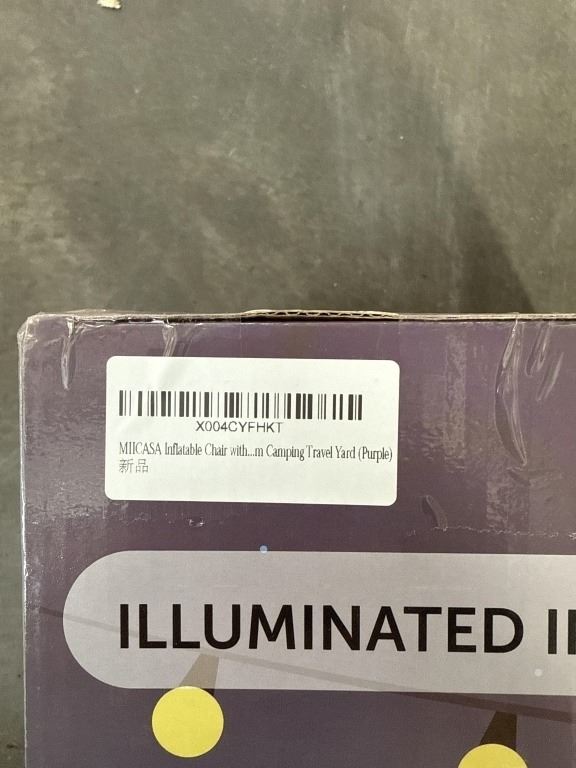 X004CYFHKT
MIICASA Inflatable Chair with...m Camping Travel Yard (Purple)
新品
ILLUMINATED